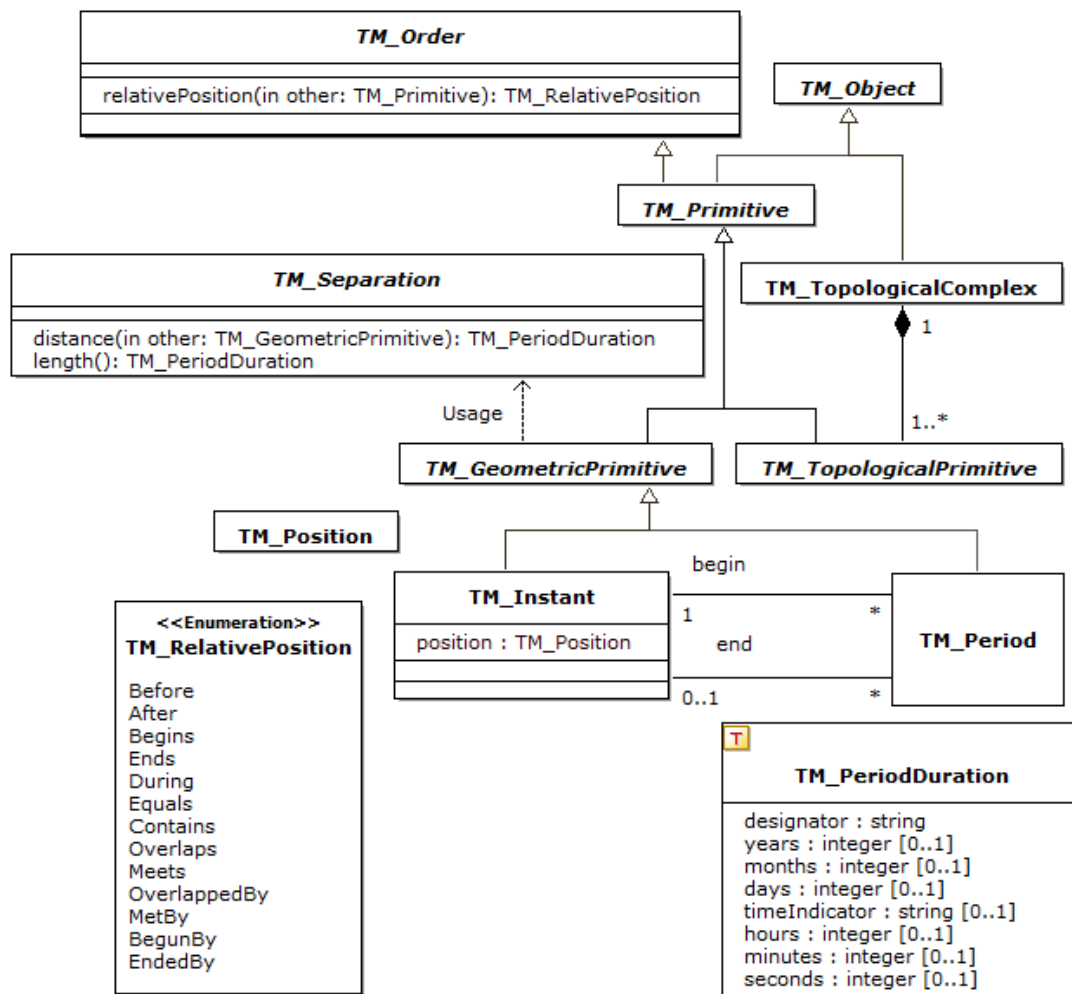 TM_Order
relativePosition(in other: TM_Primitive): TM_RelativePosition
TM_Object
TM_Primitive
TM_Separation
distance(in other: TM_GeometricPrimitive): TM_PeriodDuration
length(): TM_PeriodDuration
TM_TopologicalComplex
1
Usage
1..*
TM_GeometricPrimitive
TM_TopologicalPrimitive
TM_Position
begin
TM_Instant
position : TM_Position
1
*
end
0..1
*
TM_Period
<<Enumeration>>
TM_RelativePosition
Before
After
Begins
Ends
During
Equals
Contains
Overlaps
Meets
OverlappedBy
MetBy
BegunBy
EndedBy
T
TM_PeriodDuration
designator : string
years : integer [0..1]
months : integer [0..1]
days : integer [0..1]
timeIndicator : string [0..1]
hours : integer [0..1]
minutes : integer [0..1]
seconds : integer [0..1]